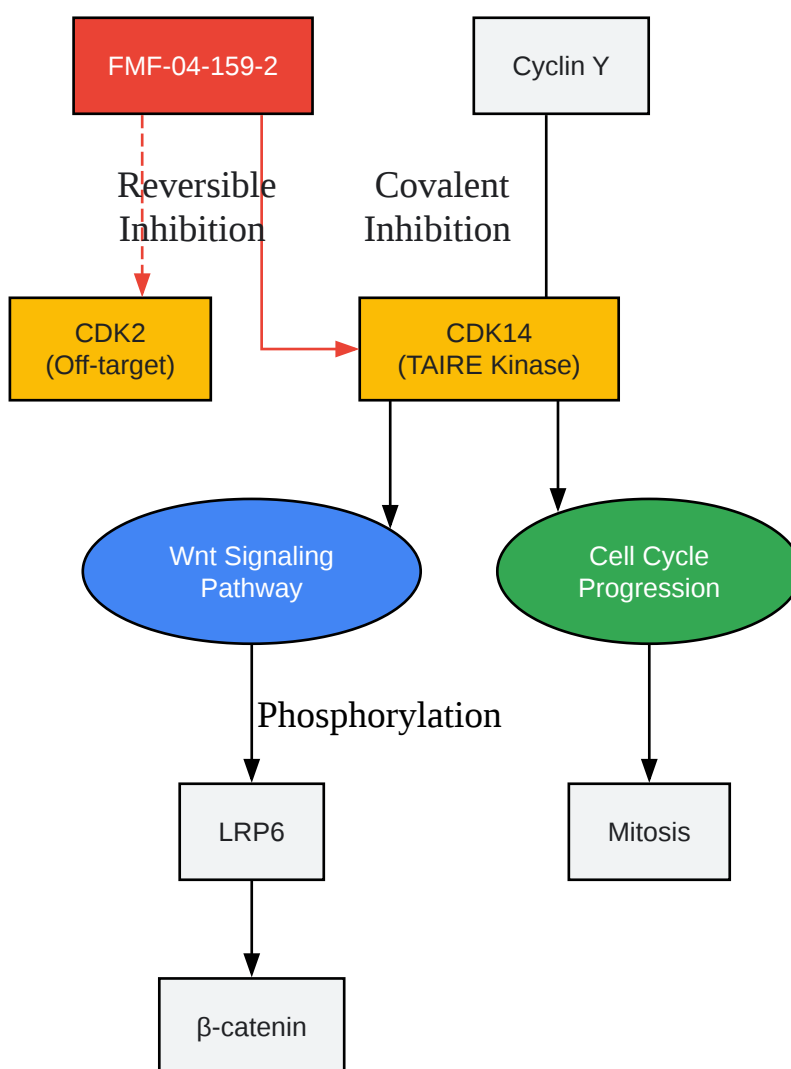 FMF-04-159-2
Cyclin Y
Reversible
Inhibition
Covalent
Inhibition
CDK2
(Off-target)
CDK14
(TAIRE Kinase)
Wnt Signaling
Pathway
Cell Cycle
Progression
Phosphorylation
LRP6
Mitosis
β-catenin